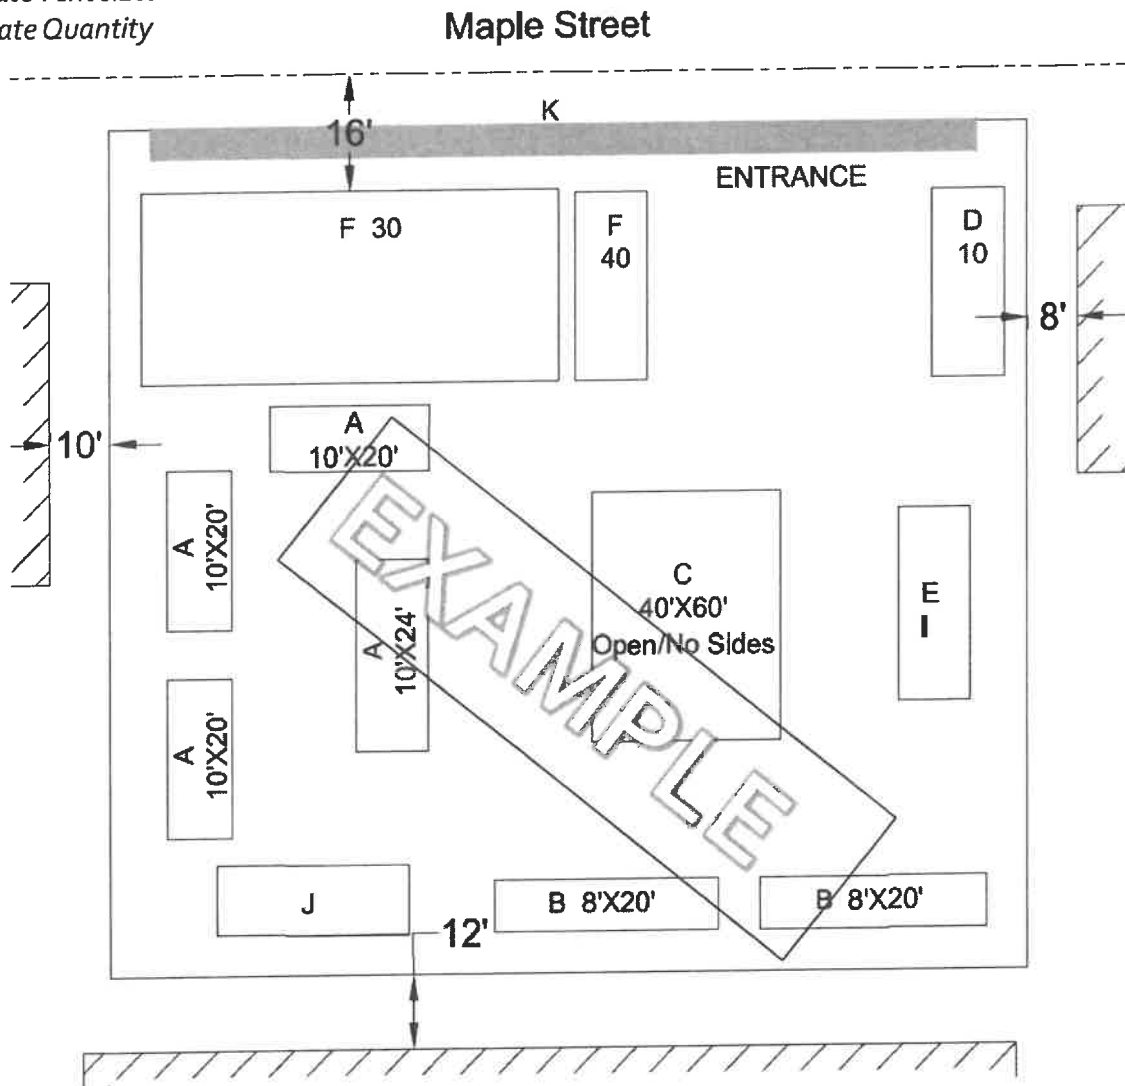 ate Quantity
Maple Street
K
16'
ENTRANCE
F 30
F
40
D
10
8'
10'
A
10'X20'
A
10'X20'
A
10'X24'
C
40'X60'
Open/No Sides
E
I
EXAMPLE
A
10'X20'
J
B 8'X20'
B 8'X20'
12'